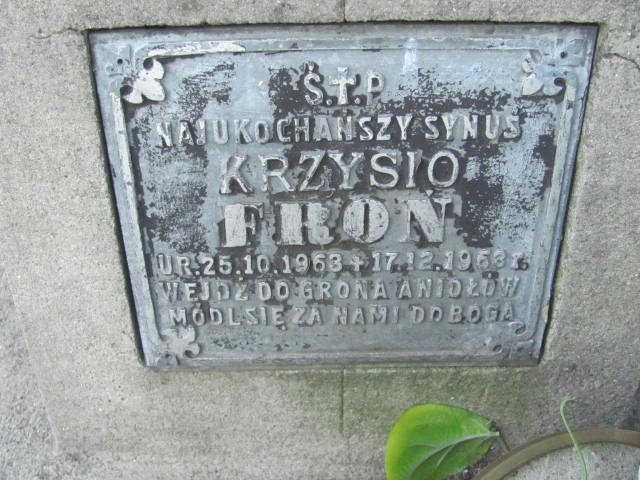 Ś.†P.
NAJUKOCHAŃSZY SYNUŚ
KRZYSIO
FROŃ
UR. 25.10.1963 + 17.12.1963 r.
WEJDŹ DO GRONA ANIOŁÓW
MÓDL SIĘ ZA NAMI DO BOGA